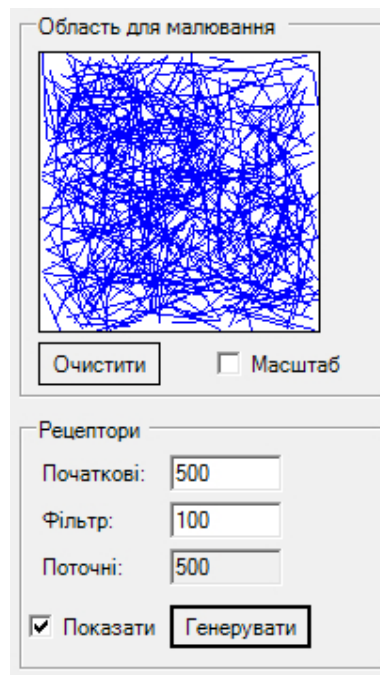 Область для малювання
Очистити Масштаб
Рецептори
Початкові: 500
Фільтр: 100
Поточні: 500
Показати Генерувати